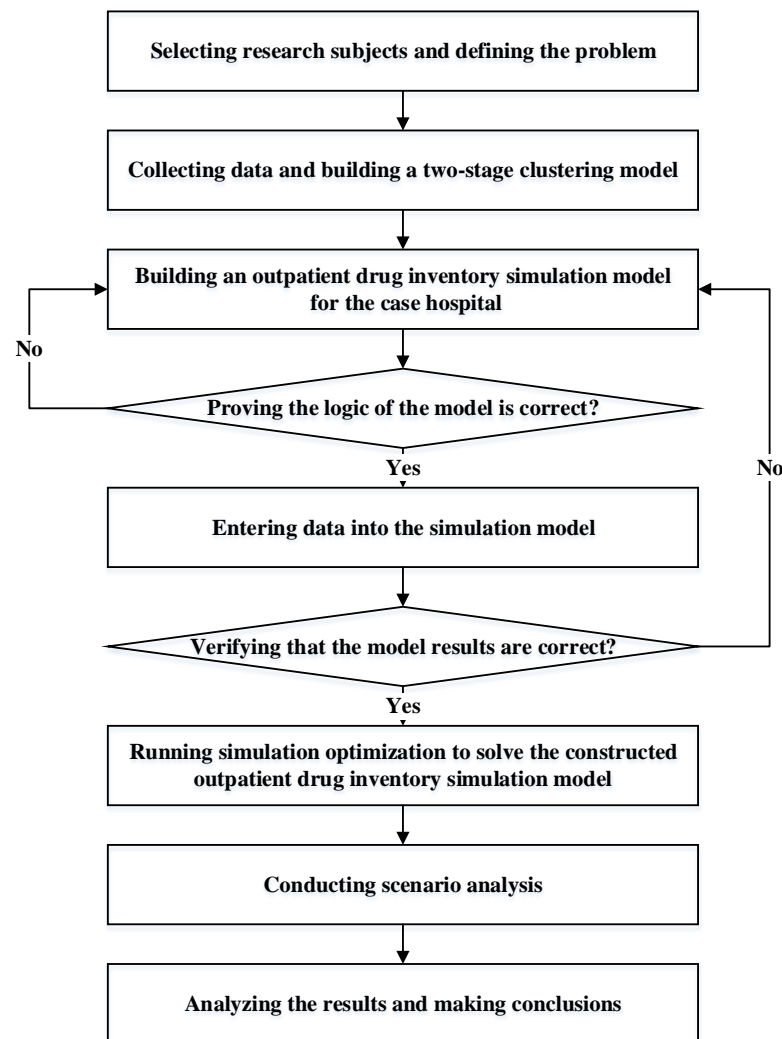 Selecting research subjects and defining the problem
Collecting data and building a two-stage clustering model
Building an outpatient drug inventory simulation model
for the case hospital
No
Proving the logic of the model is correct?
Yes
No
Entering data into the simulation model
Verifying that the model results are correct?
Yes
Running simulation optimization to solve the constructed
outpatient drug inventory simulation model
Conducting scenario analysis
Analyzing the results and making conclusions